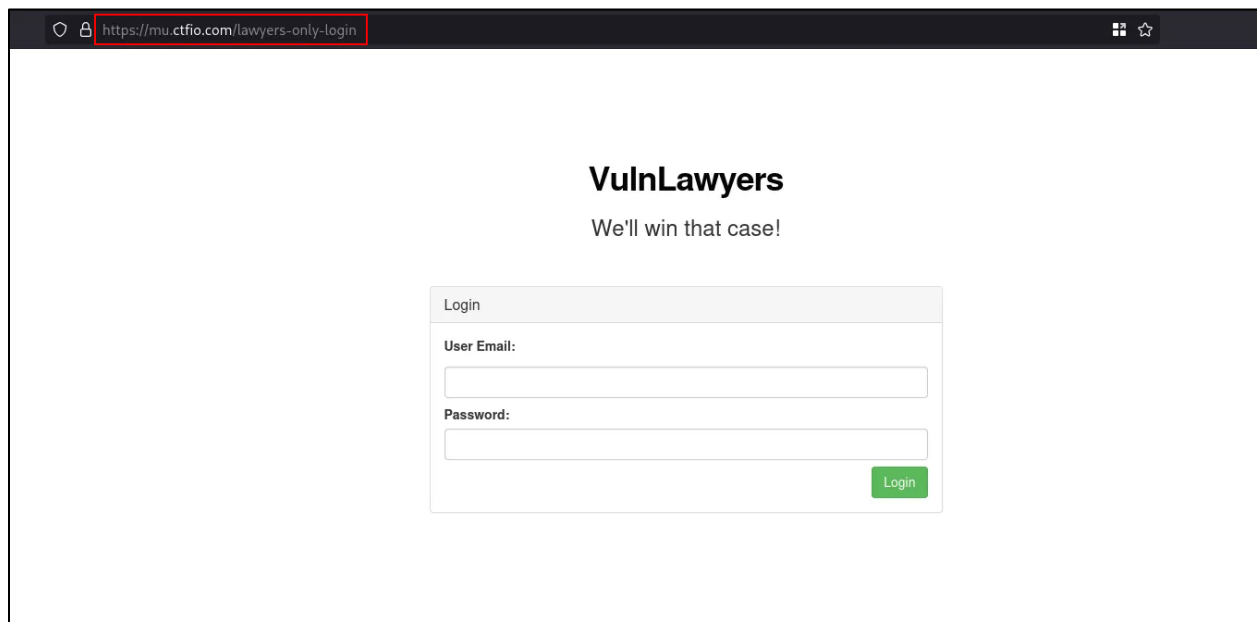 https://mu.ctfio.com/lawyers-only-login
VulnLawyers
We'll win that case!
Login
User Email:
Password:
Login